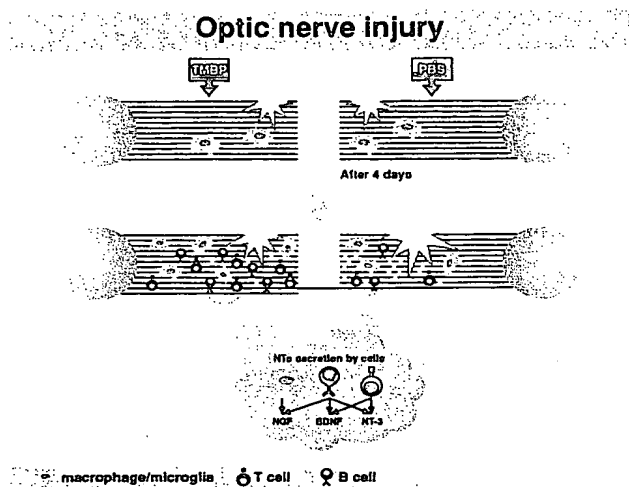 Optic nerve injury
TMBP PBS
After 4 days
NTs secretion by cells
NGF BDNF NT-3
macrophage/microglia T cell B cell